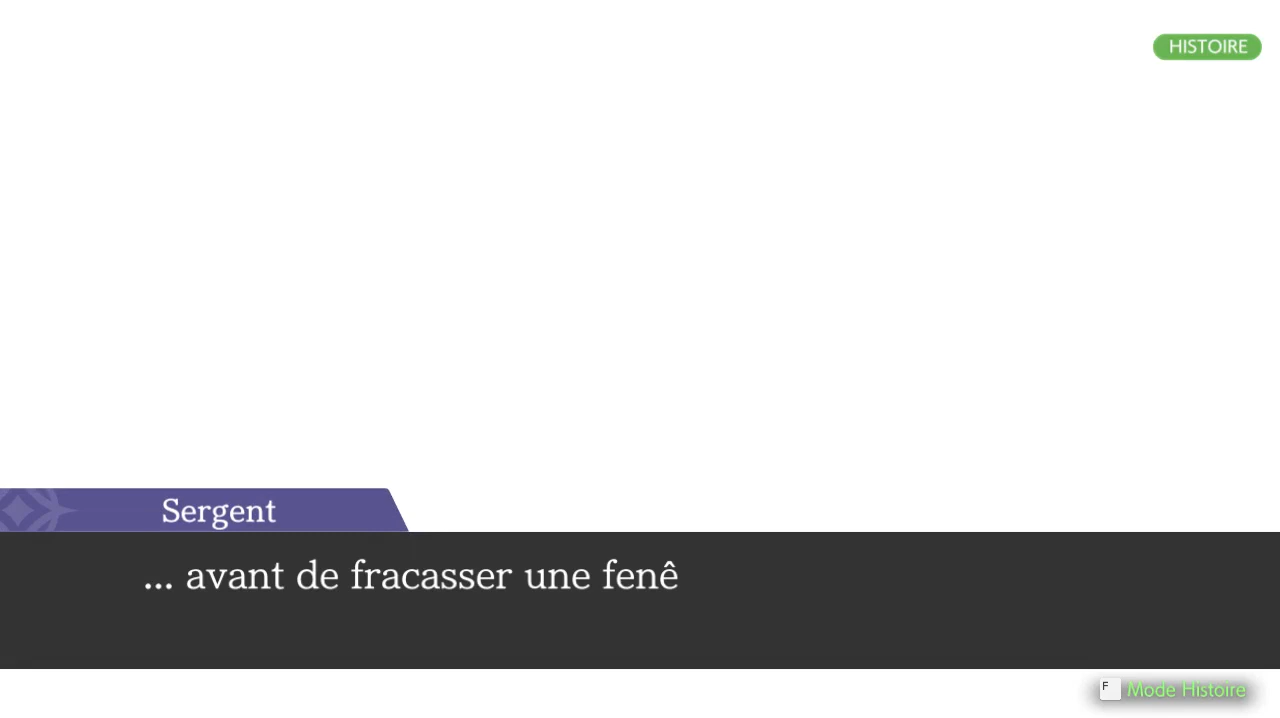 HISTOIRE
Sergent
... avant de fracasser une fenê
F Mode Histoire